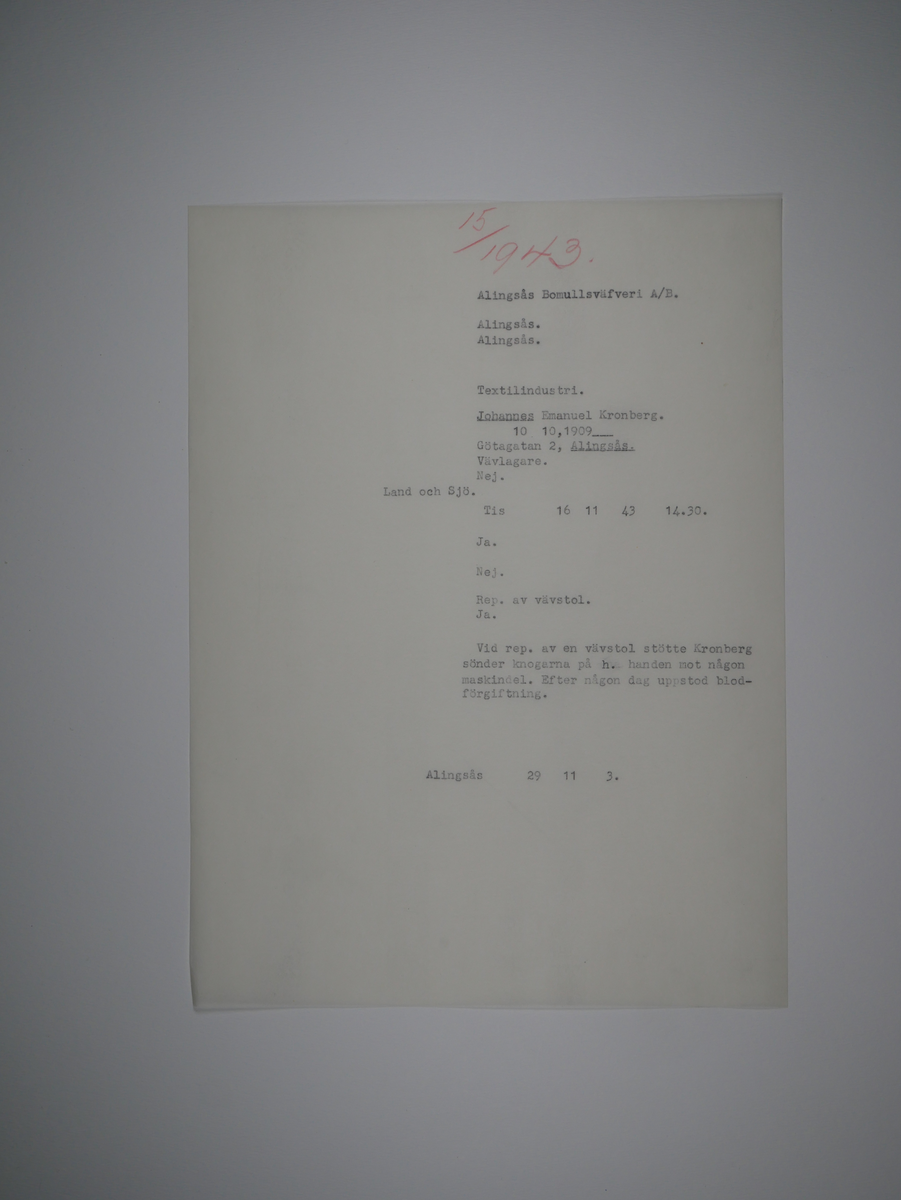 15/1943.
Alingsås Bomullsväfveri A/B.
Alingsås.
Alingsås.
Textilindustri.
Johannes Emanuel Kronberg.
10 10,1909___
Götagatan 2, Alingsås.
Vävlagare.
Nej.
Land och Sjö.
Tis 16 11 43 14.30.
Ja.
Nej.
Rep. av vävstol.
Ja.
Vid rep. av en vävstol stötte Kronberg
sönder knogarna på h. handen mot någon
maskindel. Efter någon dag uppstod blod-
förgiftning.
Alingsås 29 11 3.